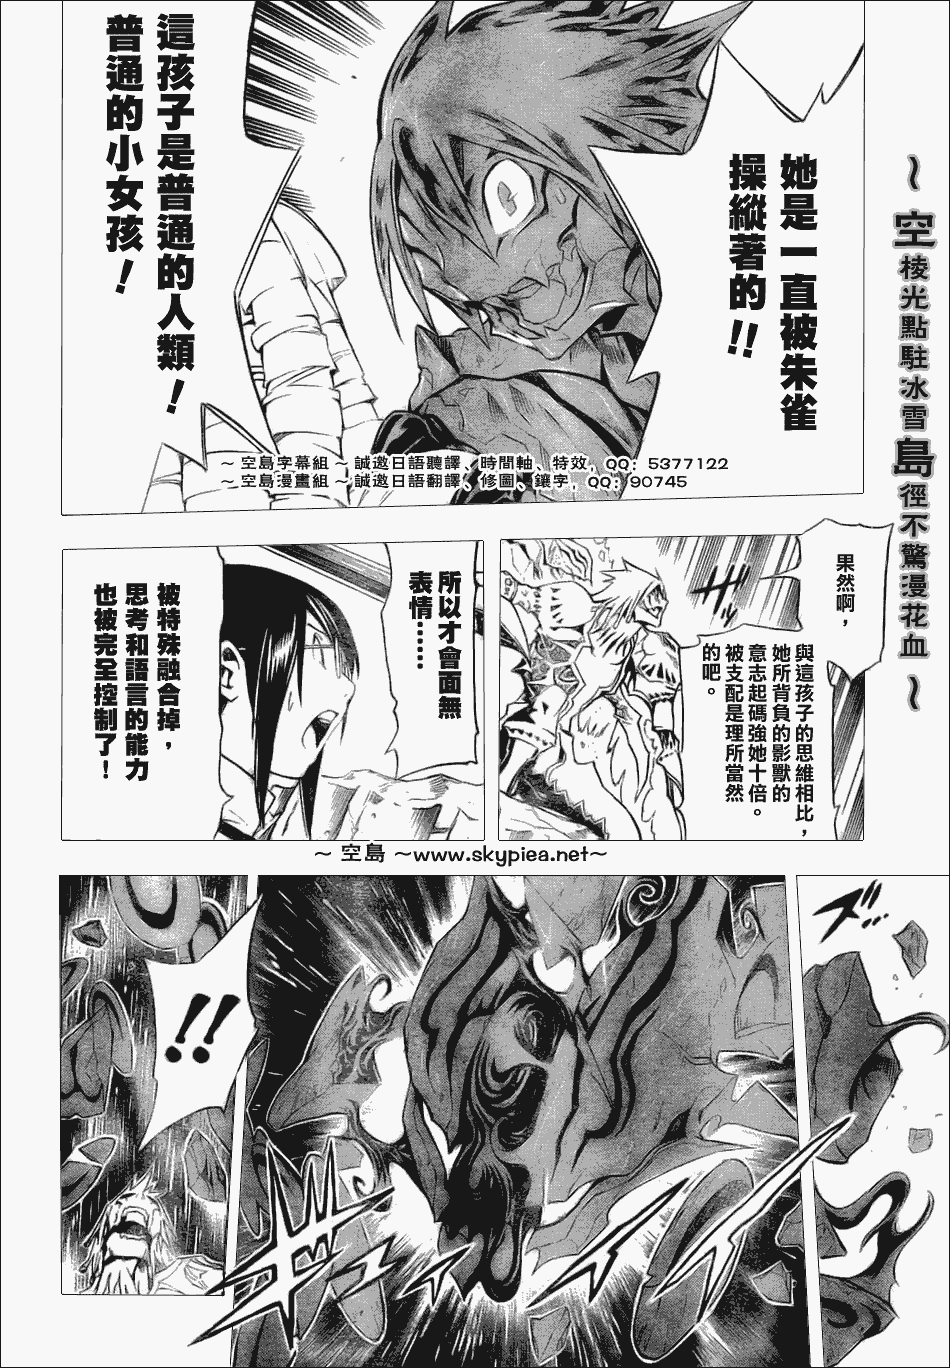 她是一直被朱雀
操縱著的!!
這孩子是普通的人類！
普通的小女孩！
～空棱光點駐冰雪島徑不驚漫花血～
～空島字幕組～誠邀日語聽譯、時間軸、特效，QQ：5377122
～空島漫畫組～誠邀日語翻譯、修圖、鑲字，QQ：90745
果然啊，
與這孩子的思維相比，
她所背負的影獸的
意志起碼強她十倍。
被支配是理所當然
的吧。
所以才會面無
表情……
被特殊融合掉，
思考和語言的能力
也被完全控制了！
～空島～www.skypiea.net～
ズ…
!!